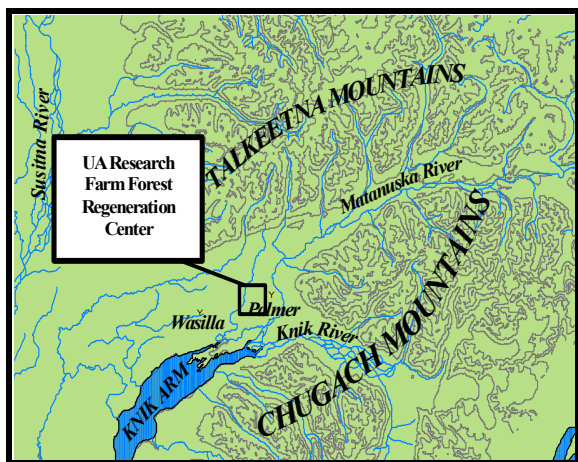 TALKEETNA MOUNTAINS
Susitna River
UA Research
Farm Forest
Regeneration
Center
Matanuska River
Palmer
Wasilla
Knik River
CHUGACH MOUNTAINS
KNIK ARM